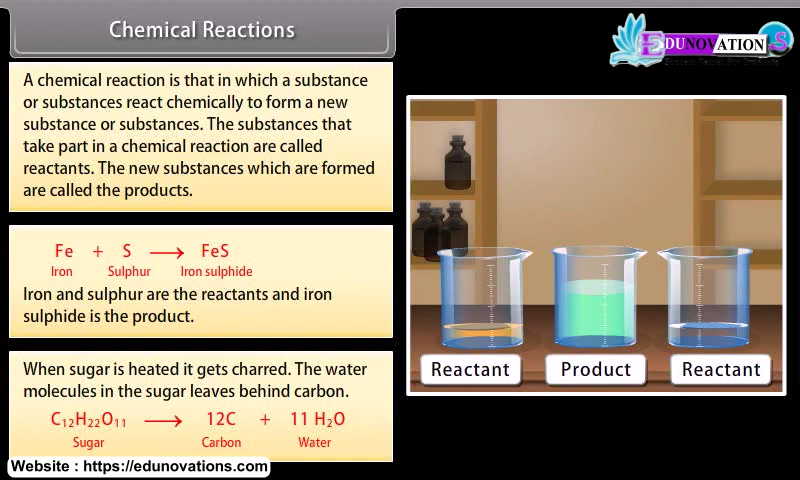 Chemical Reactions
EDUNOVATIONS
A chemical reaction is that in which a substance
or substances react chemically to form a new
substance or substances. The substances that
take part in a chemical reaction are called
reactants. The new substances which are formed
are called the products.
Fe + S ⟶ FeS
Iron Sulphur Iron sulphide
Iron and sulphur are the reactants and iron
sulphide is the product.
When sugar is heated it gets charred. The water
molecules in the sugar leaves behind carbon.
C₁₂H₂₂O₁₁ ⟶ 12C + 11 H₂O
Sugar Carbon Water
Reactant Product Reactant
Website : https://edunovations.com